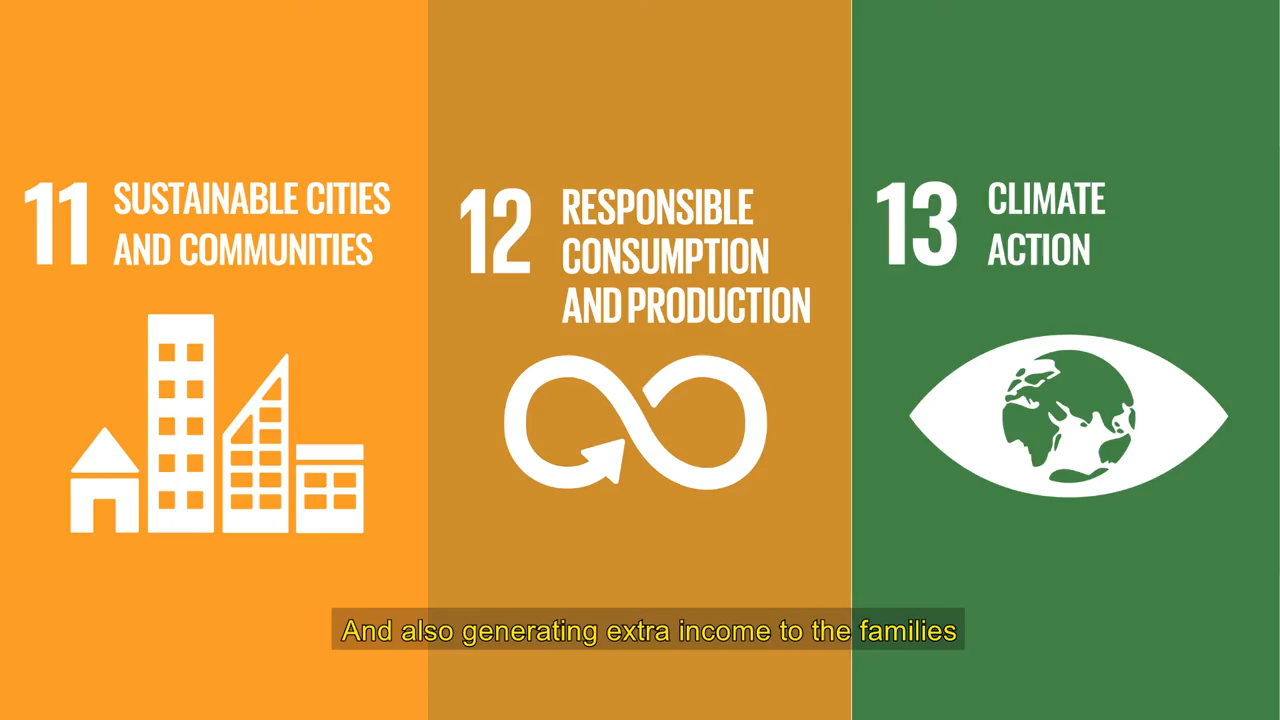 11
SUSTAINABLE CITIES
AND COMMUNITIES
12
RESPONSIBLE
CONSUMPTION
AND PRODUCTION
13
CLIMATE
ACTION
And also generating extra income to the families